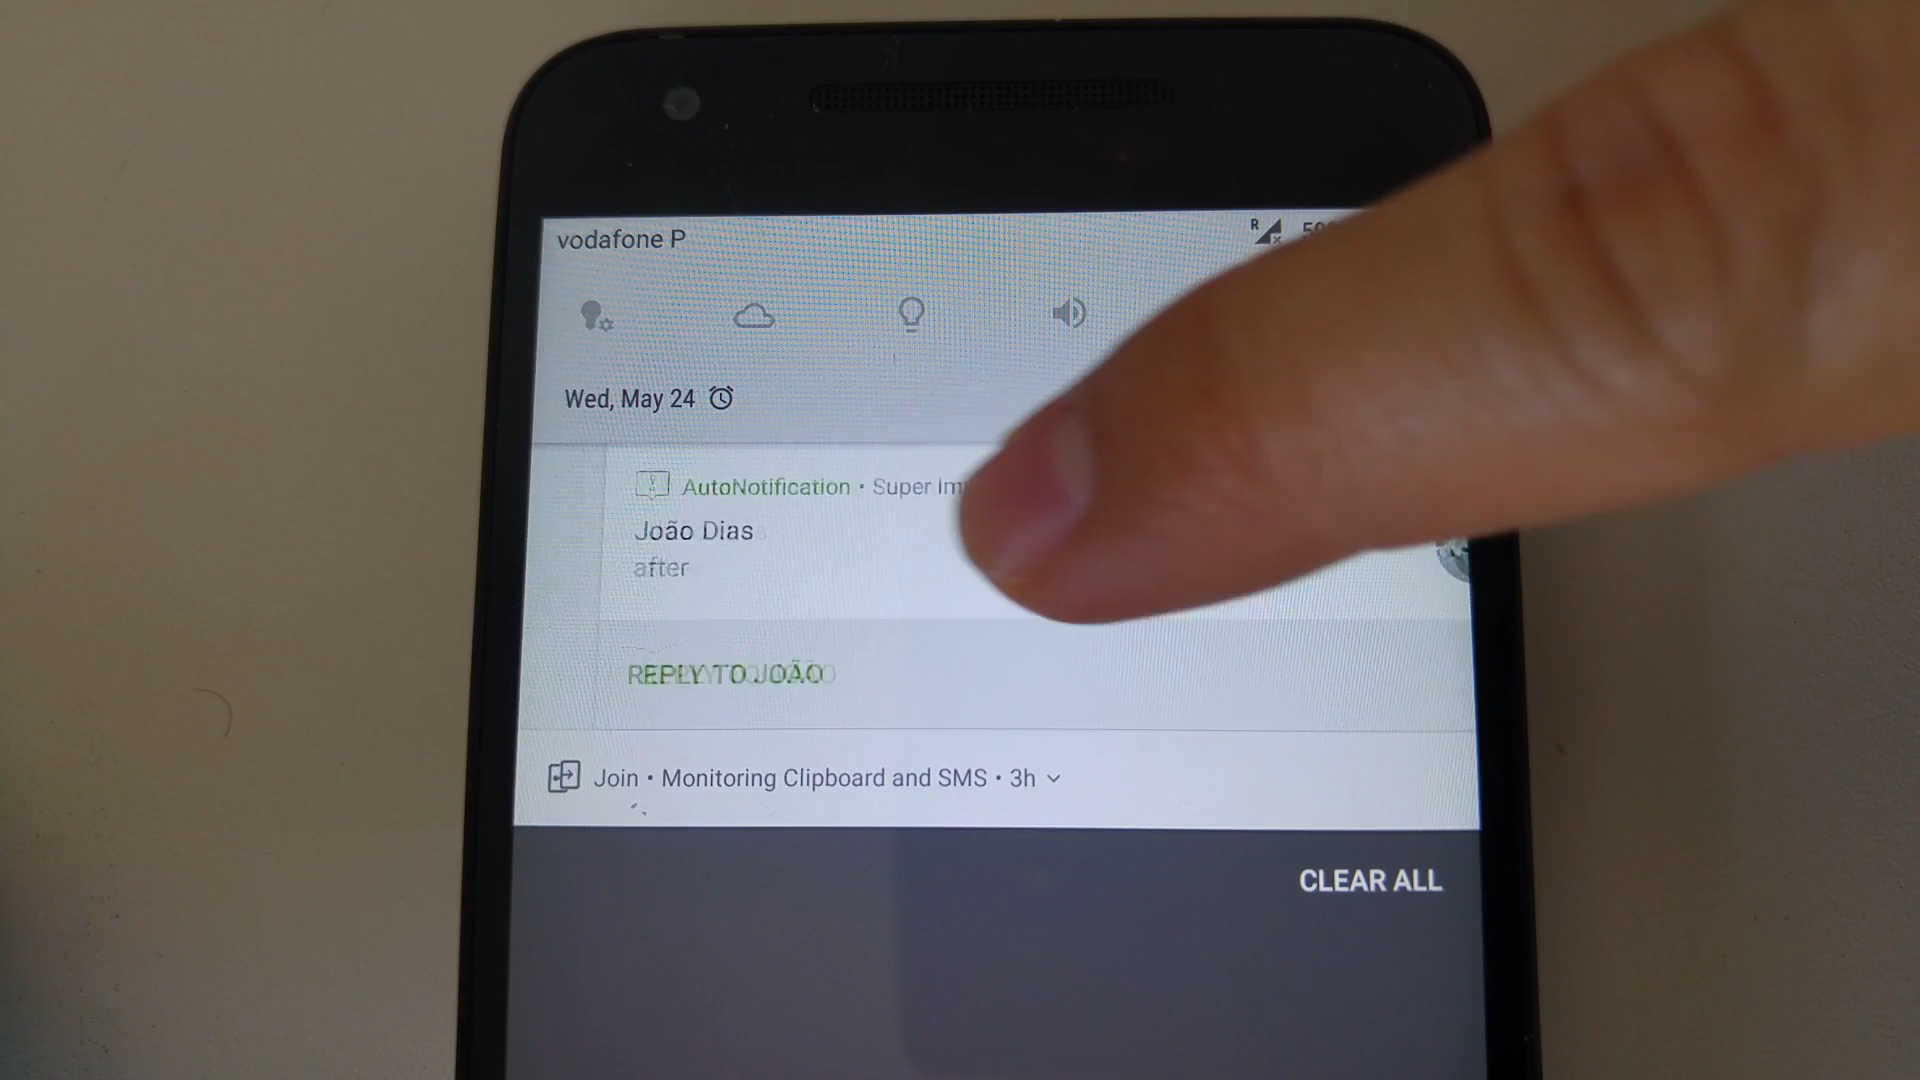 vodafone P
R
Wed, May 24
AutoNotification • Super Im
João Dias
after
REPLY TO JOÃO
Join • Monitoring Clipboard and SMS • 3h
CLEAR ALL